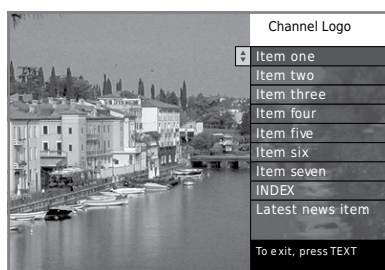 Channel Logo
Item one
Item two
Item three
Item four
Item five
Item six
Item seven
INDEX
Latest news item
To exit, press TEXT